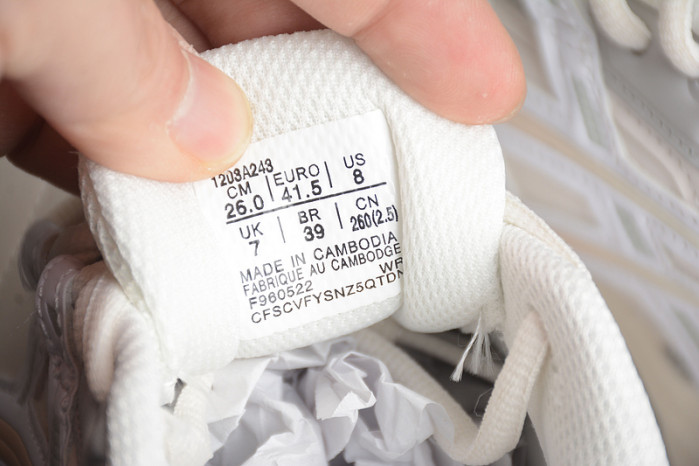 1203A243
CM | EURO | US
26.0 | 41.5 | 8
UK | BR | CN
7 | 39 | 260(2.5)
MADE IN CAMBODIA
FABRIQUE AU CAMBODGE
F960522 WR
CFSCVFYSNZ5QTDN